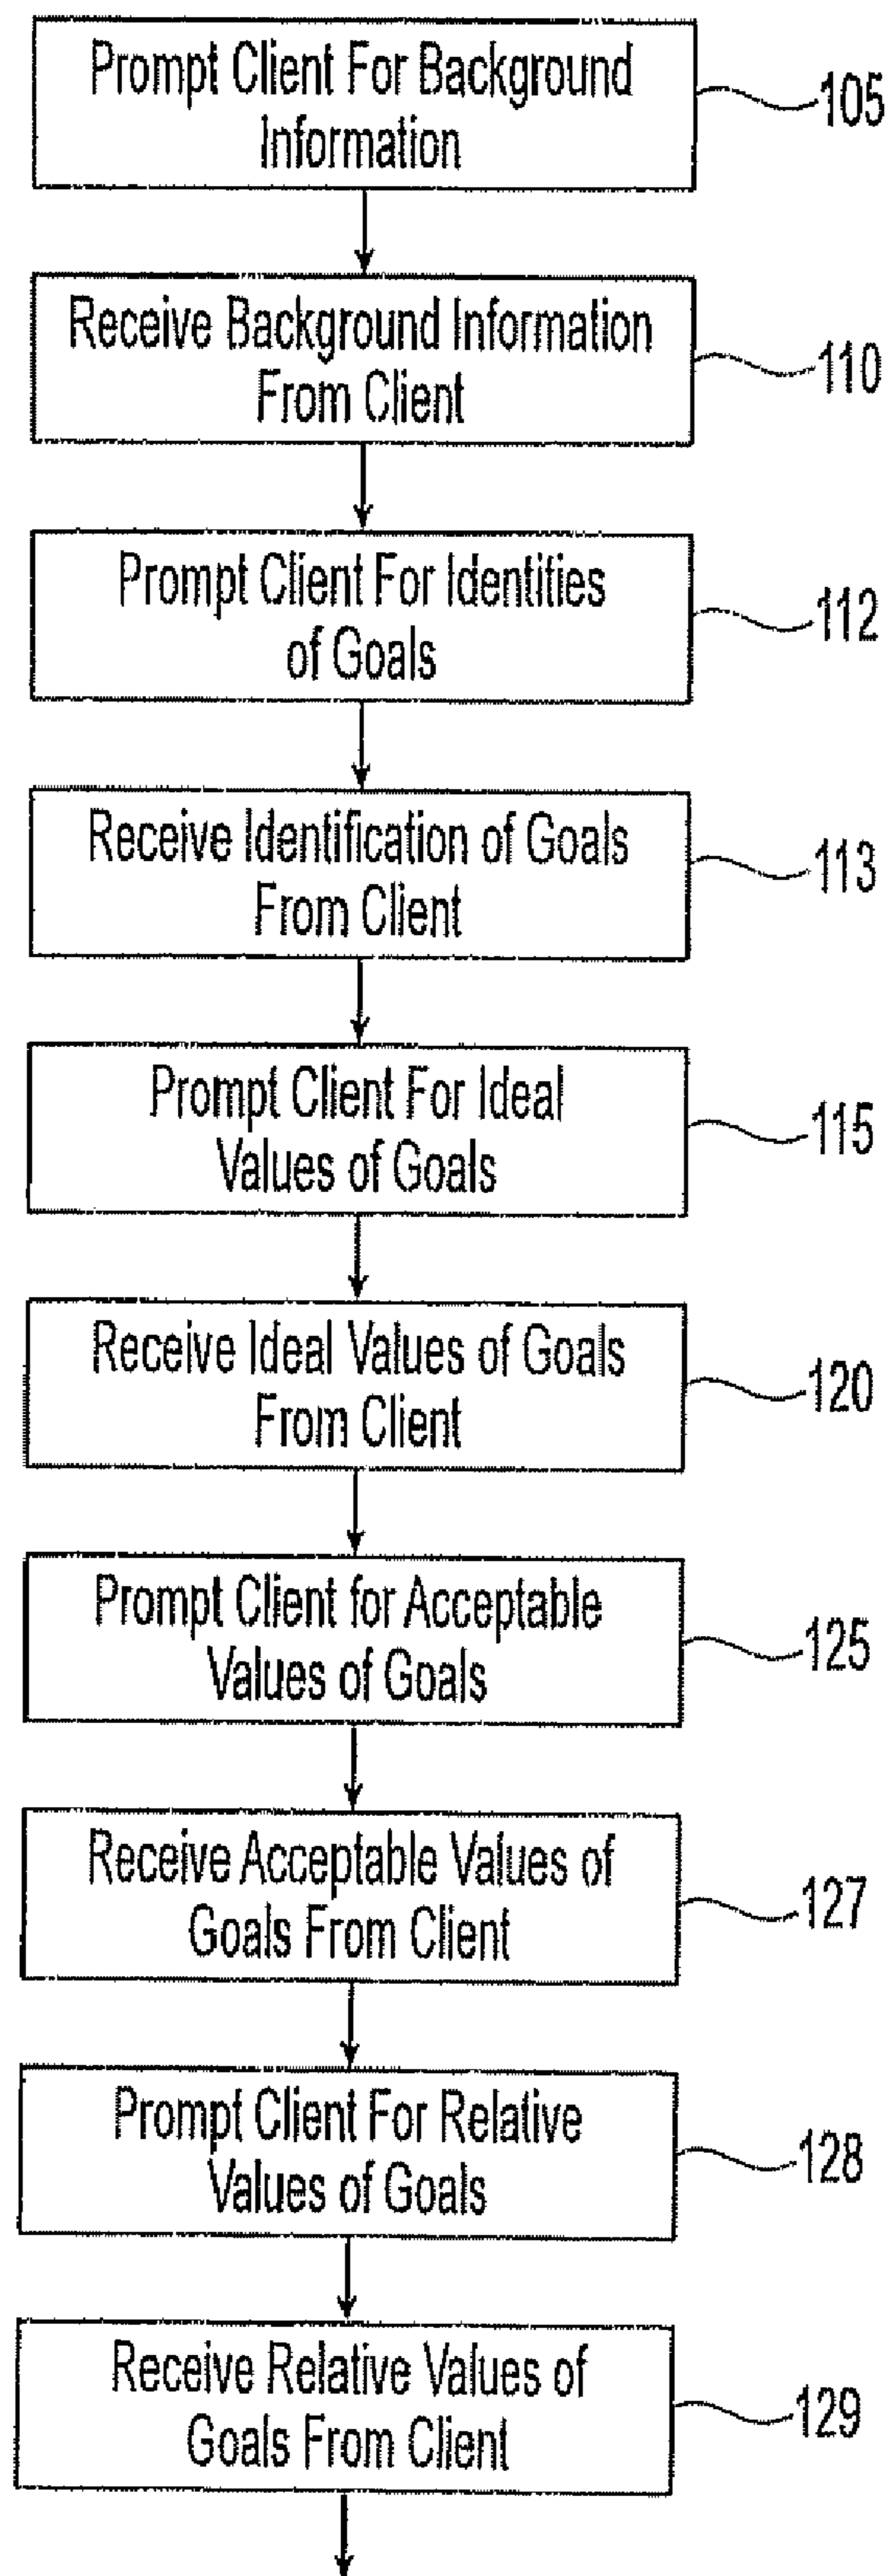 Prompt Client For Background
Information
105
Receive Background Information
From Client
110
Prompt Client For Identities
of Goals
112
Receive Identification of Goals
From Client
113
Prompt Client For Ideal
Values of Goals
115
Receive Ideal Values of Goals
From Client
120
Prompt Client for Acceptable
Values of Goals
125
Receive Acceptable Values of
Goals From Client
127
Prompt Client For Relative
Values of Goals
128
Receive Relative Values of
Goals From Client
129